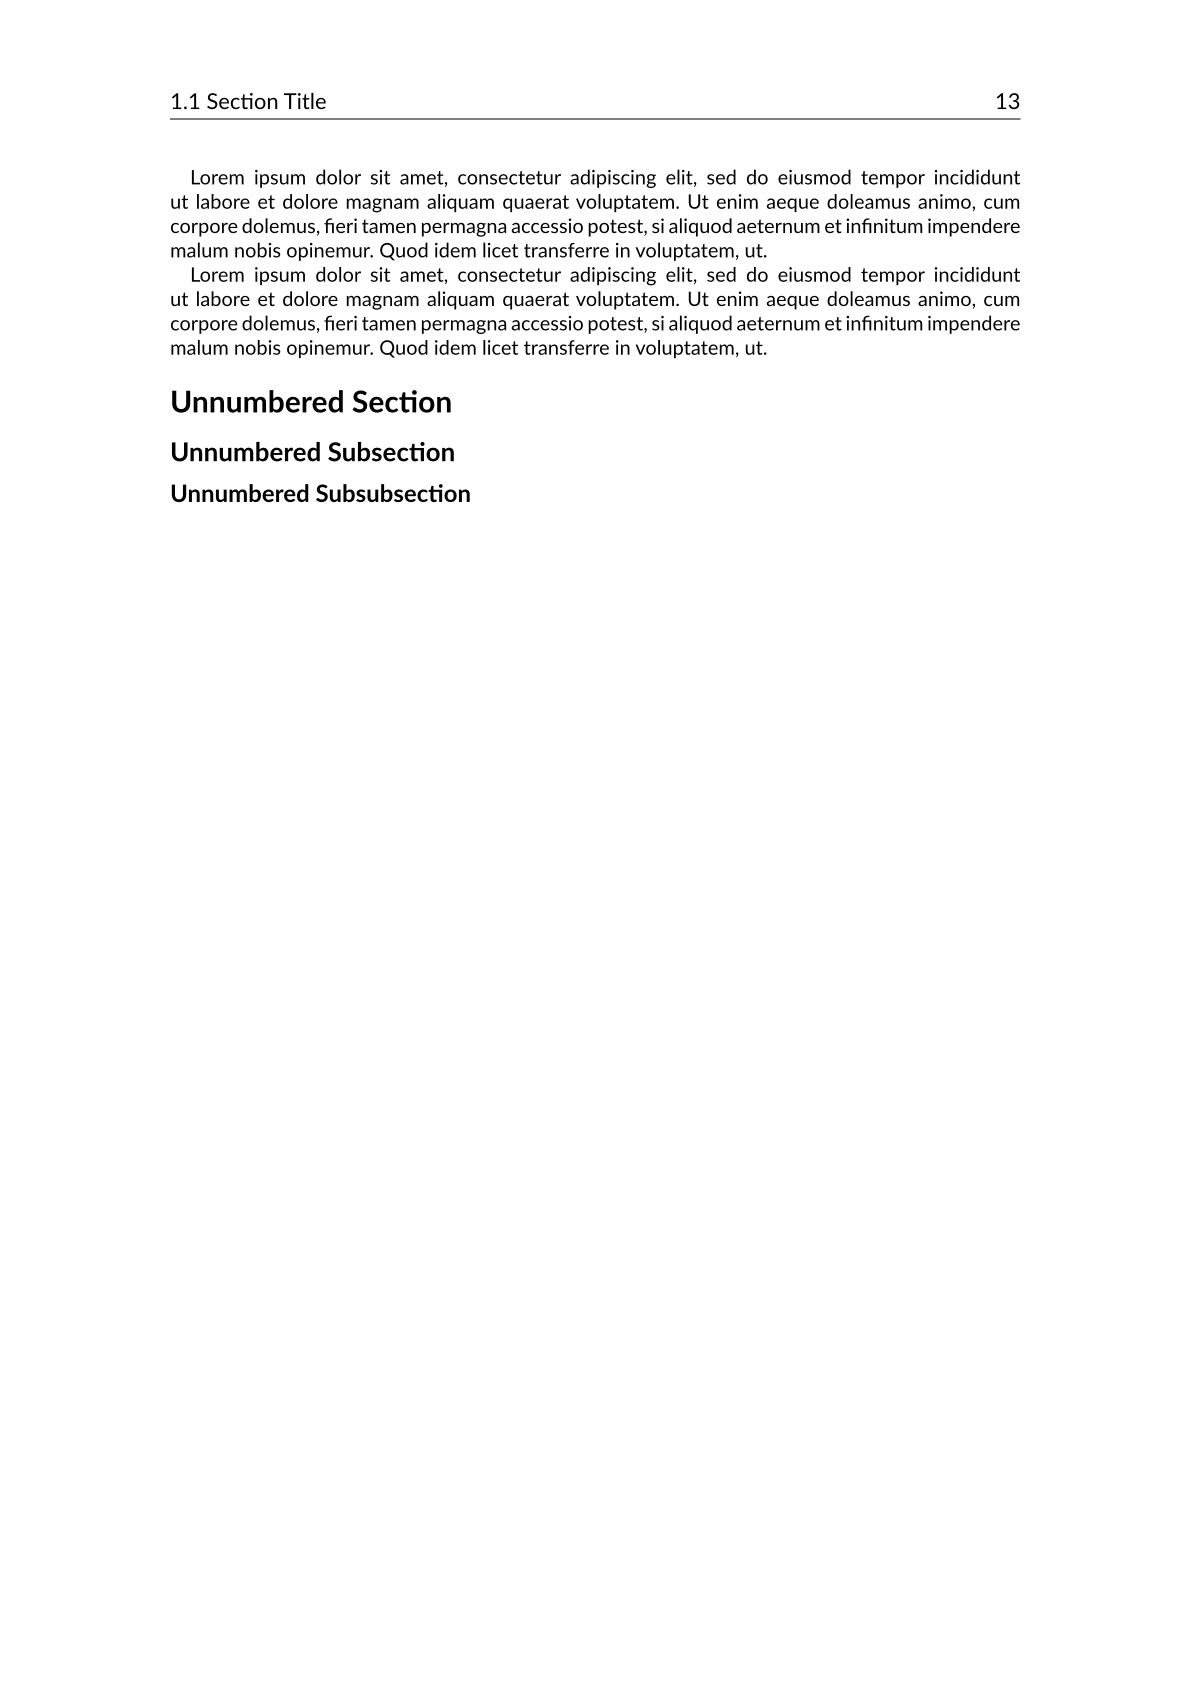 1.1 Section Title 13
Lorem ipsum dolor sit amet, consectetur adipiscing elit, sed do eiusmod tempor incididunt
ut labore et dolore magnam aliquam quaerat voluptatem. Ut enim aeque doleamus animo, cum
corpore dolemus, fieri tamen permagna accessio potest, si aliquod aeternum et infinitum impendere
malum nobis opinemur. Quod idem licet transferre in voluptatem, ut.
Lorem ipsum dolor sit amet, consectetur adipiscing elit, sed do eiusmod tempor incididunt
ut labore et dolore magnam aliquam quaerat voluptatem. Ut enim aeque doleamus animo, cum
corpore dolemus, fieri tamen permagna accessio potest, si aliquod aeternum et infinitum impendere
malum nobis opinemur. Quod idem licet transferre in voluptatem, ut.
Unnumbered Section
Unnumbered Subsection
Unnumbered Subsubsection